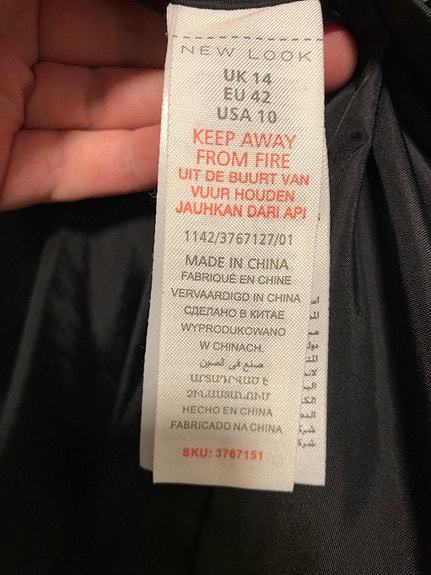 NEW LOOK
UK 14
EU 42
USA 10
KEEP AWAY
FROM FIRE
UIT DE BUURT VAN
VUUR HOUDEN
JAUHKAN DARI API
1142/3767127/01
MADE IN CHINA
FABRIQUÉ EN CHINE
VERVAARDIGD IN CHINA
СДЕЛАНО В КИТАЕ
WYPRODUKOWANO
W CHINACH.
صنع في الصين
ԱՐՏԱԴՐՎԱԾ Է
ՉԻՆԱՍՏԱՆՈՒՄ
HECHO EN CHINA
FABRICADO NA CHINA
SKU: 3767151